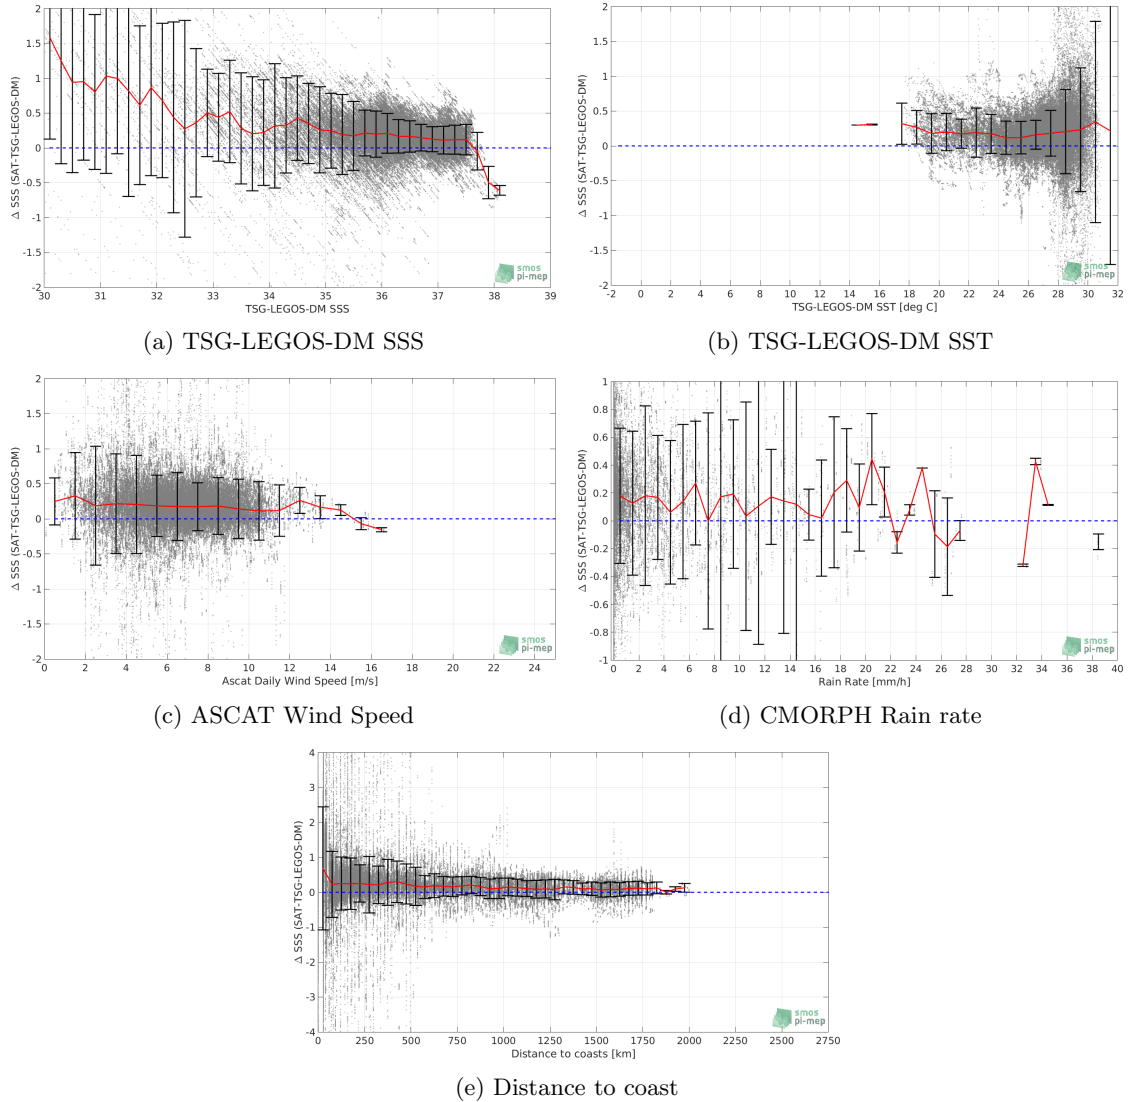 2
1.5
1
0.5
0
-0.5
-1
-1.5
-2
Δ SSS (SAT-TSG-LEGOS-DM)
30 31 32 33 34 35 36 37 38 39
TSG-LEGOS-DM SSS
smos
pi-mep
(a) TSG-LEGOS-DM SSS
2
1.5
1
0.5
0
-0.5
-1
-1.5
-2
Δ SSS (SAT-TSG-LEGOS-DM)
-2 0 2 4 6 8 10 12 14 16 18 20 22 24 26 28 30 32
TSG-LEGOS-DM SST [deg C]
smos
pi-mep
(b) TSG-LEGOS-DM SST
2
1.5
1
0.5
0
-0.5
-1
-1.5
-2
Δ SSS (SAT-TSG-LEGOS-DM)
0 2 4 6 8 10 12 14 16 18 20 22 24
Ascat Daily Wind Speed [m/s]
smos
pi-mep
(c) ASCAT Wind Speed
1
0.8
0.6
0.4
0.2
0
-0.2
-0.4
-0.6
-0.8
-1
Δ SSS (SAT-TSG-LEGOS-DM)
0 2 4 6 8 10 12 14 16 18 20 22 24 26 28 30 32 34 36 38 40
Rain Rate [mm/h]
smos
pi-mep
(d) CMORPH Rain rate
4
3
2
1
0
-1
-2
-3
-4
Δ SSS (SAT-TSG-LEGOS-DM)
0 250 500 750 1000 1250 1500 1750 2000 2250 2500 2750
Distance to coasts [km]
smos
pi-mep
(e) Distance to coast